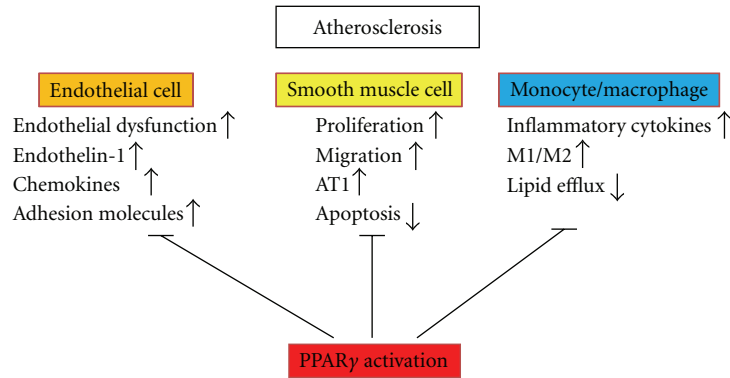 Atherosclerosis
Endothelial cell
Endothelial dysfunction ↑
Endothelin-1 ↑
Chemokines ↑
Adhesion molecules ↑
Smooth muscle cell
Proliferation ↑
Migration ↑
AT1 ↑
Apoptosis ↓
Monocyte/macrophage
Inflammatory cytokines ↑
M1/M2 ↑
Lipid efflux ↓
PPARγ activation